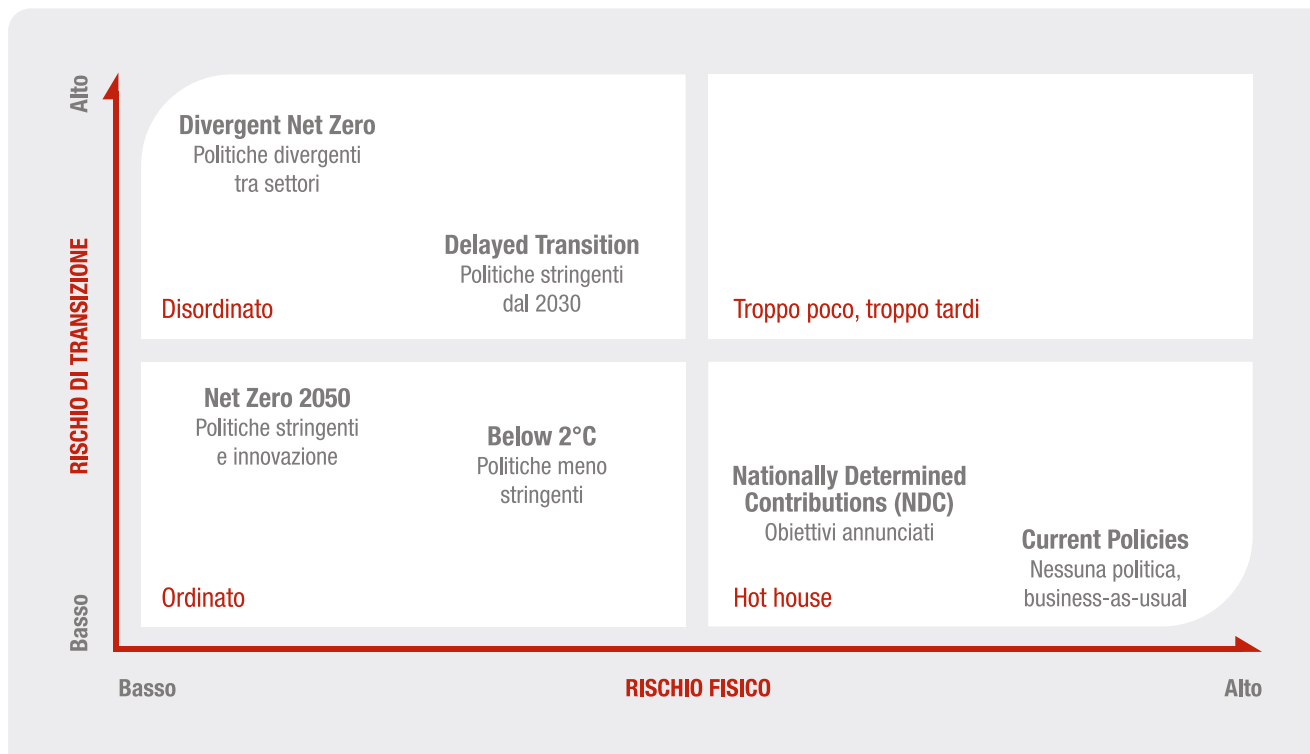 Alto
RISCHIO DI TRANSIZIONE
Basso
Divergent Net Zero
Politiche divergenti
tra settori
Delayed Transition
Politiche stringenti
dal 2030
Disordinato
Troppo poco, troppo tardi
Net Zero 2050
Politiche stringenti
e innovazione
Below 2°C
Politiche meno
stringenti
Ordinato
Nationally Determined
Contributions (NDC)
Obiettivi annunciati
Current Policies
Nessuna politica,
business-as-usual
Hot house
Basso
RISCHIO FISICO
Alto